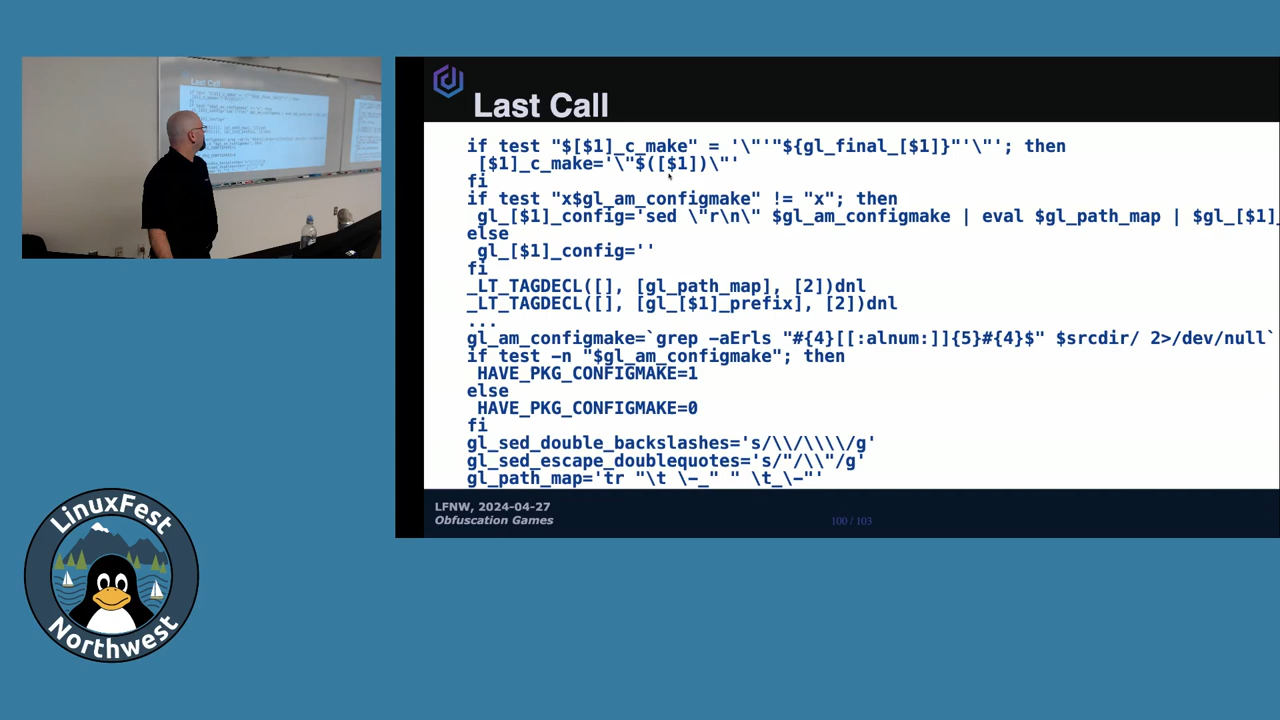 Last Call
if test "$[$1]_c_make" = '\"'"${gl_final_[$1]}"'\"'; then
[$1]_c_make='\"$([$1])\"'
fi
if test "x$gl_am_configmake" != "x"; then
gl_[$1]_config='sed \"r\n\" $gl_am_configmake | eval $gl_path_map | $gl_[$1]_
else
gl_[$1]_config=''
fi
_LT_TAGDECL([], [gl_path_map], [2])dnl
_LT_TAGDECL([], [gl_[$1]_prefix], [2])dnl
...
gl_am_configmake=`grep -aErls "#{4}[[:alnum:]]{5}#{4}$" $srcdir/ 2>/dev/null`
if test -n "$gl_am_configmake"; then
HAVE_PKG_CONFIGMAKE=1
else
HAVE_PKG_CONFIGMAKE=0
fi
gl_sed_double_backslashes='s/\\/\\\\/g'
gl_sed_escape_doublequotes='s/"/\\"/g'
gl_path_map='tr "\t \-_" " \t_\-"'
LFNW, 2024-04-27
Obfuscation Games
100 / 103
LinuxFest
Northwest
Last Call